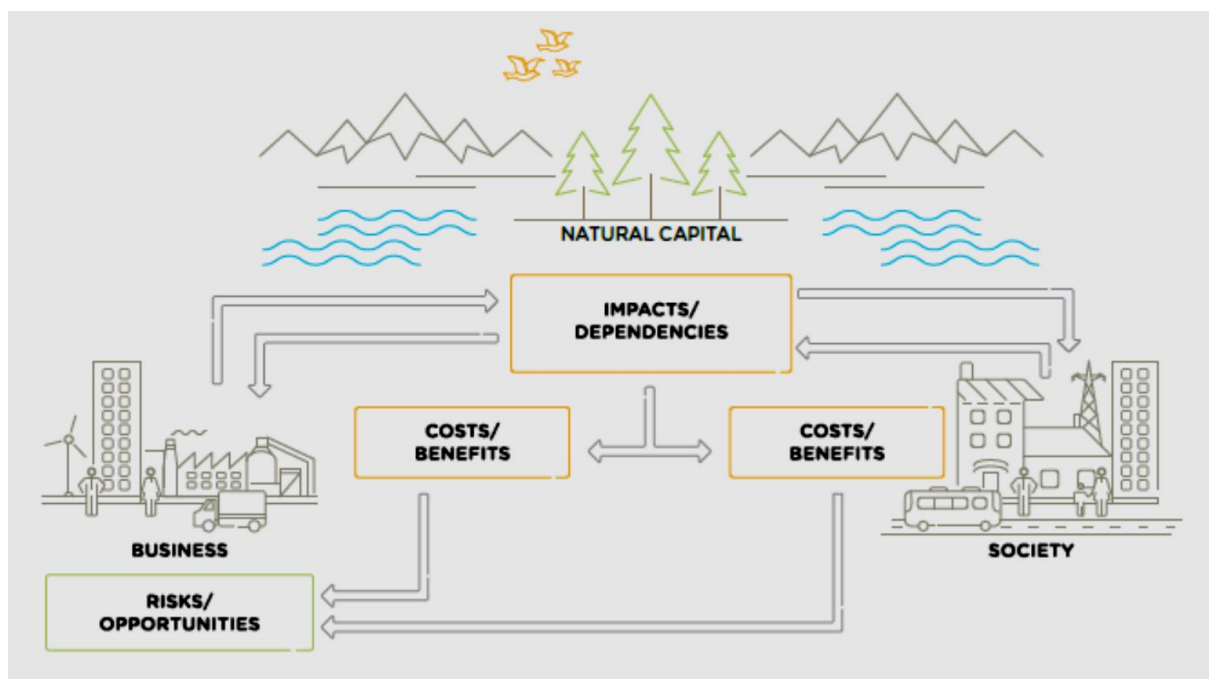 NATURAL CAPITAL
IMPACTS/
DEPENDENCIES
COSTS/
BENEFITS
COSTS/
BENEFITS
BUSINESS
SOCIETY
RISKS/
OPPORTUNITIES